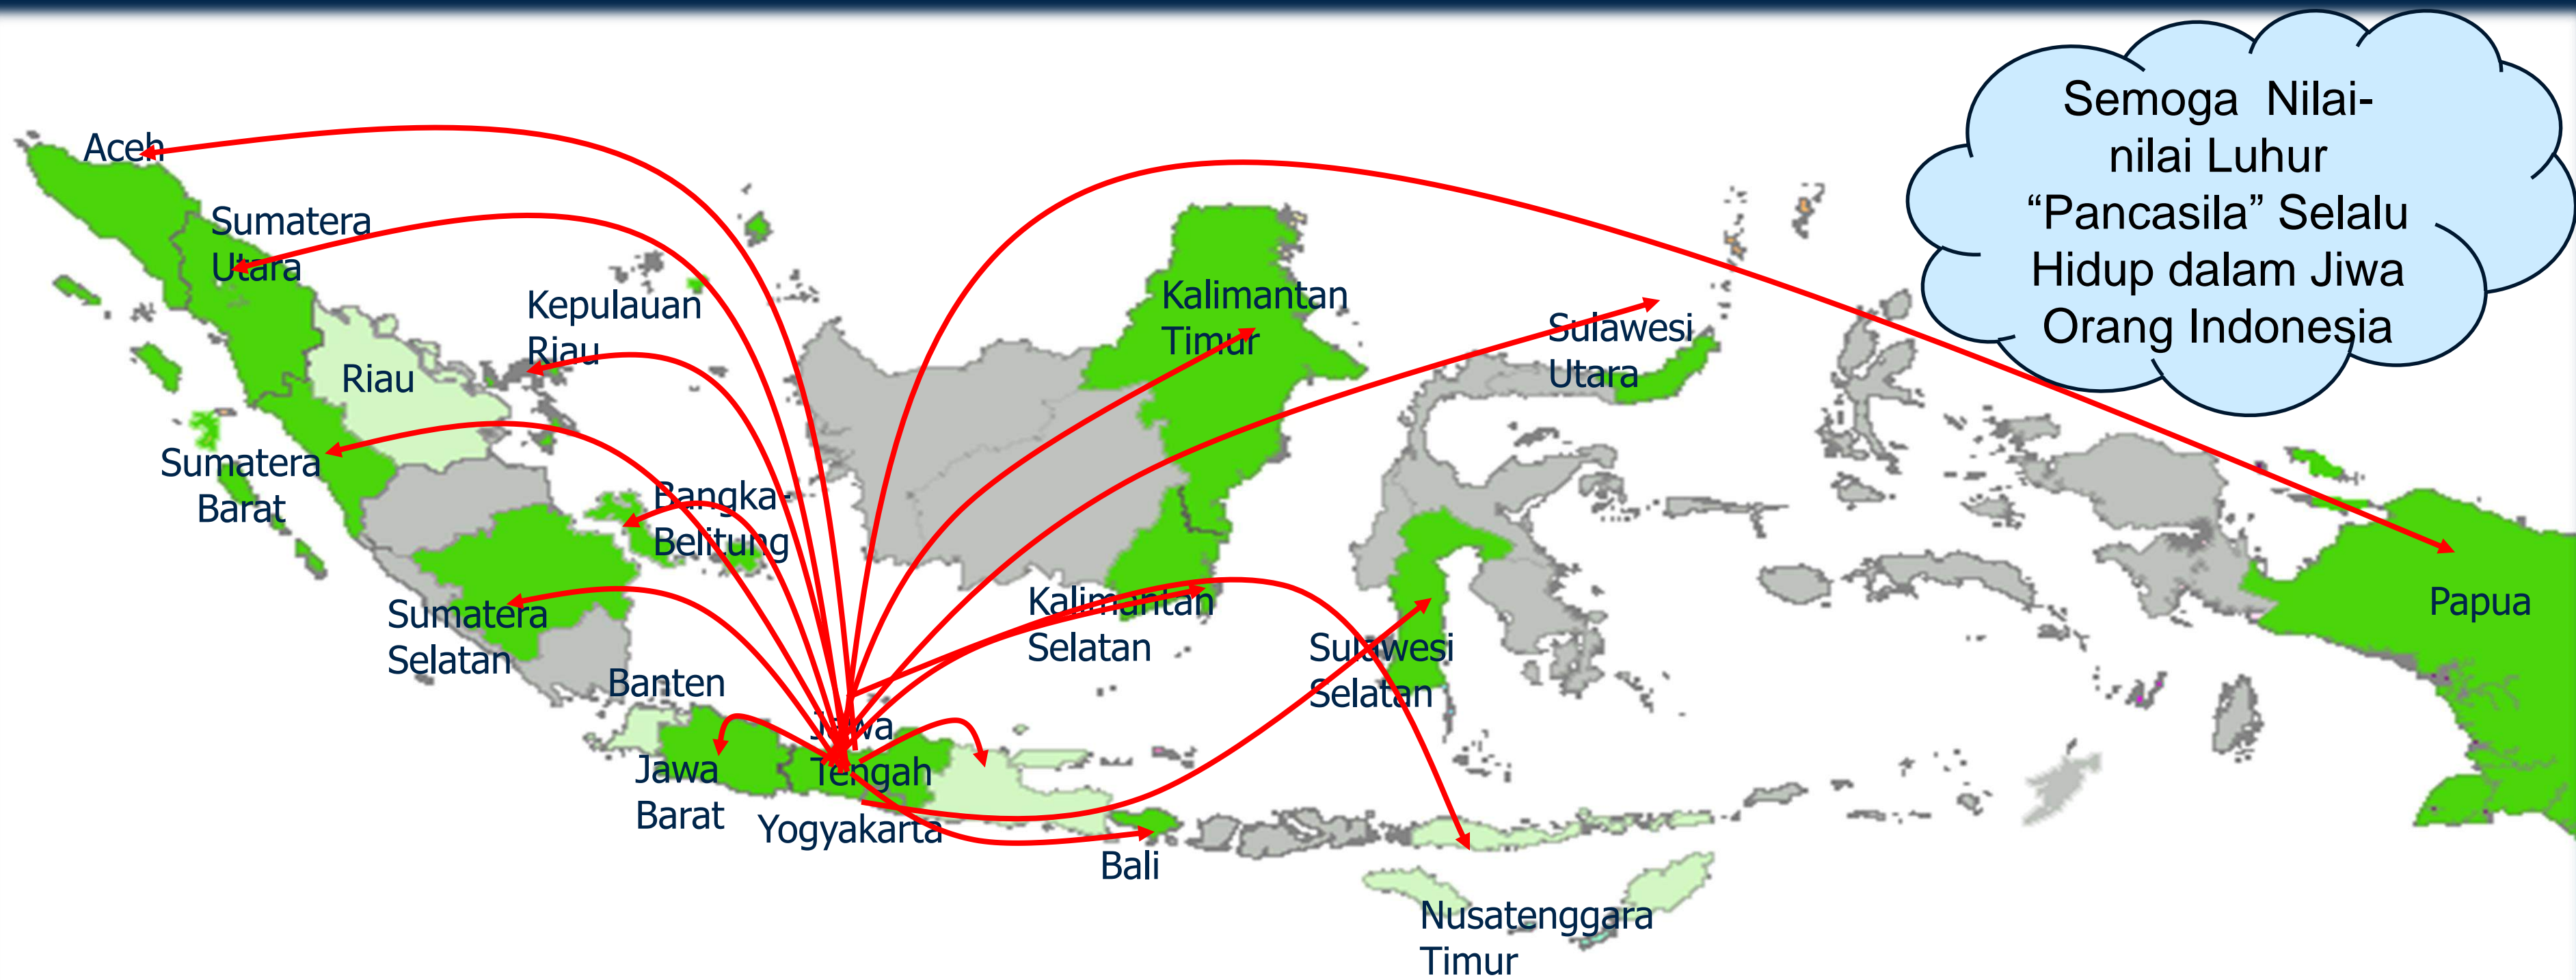 Semoga Nilai-
nilai Luhur
“Pancasila” Selalu
Hidup dalam Jiwa
Orang Indonesia
Aceh
Sumatera
Utara
Kepulauan
Riau
Riau
Kalimantan
Timur
Sulawesi
Utara
Sumatera
Barat
Bangka-
Belitung
Sumatera
Selatan
Kalimantan
Selatan
Sulawesi
Selatan
Papua
Banten
Jawa
Barat
Jawa
Tengah
Yogyakarta
Bali
Nusatenggara
Timur